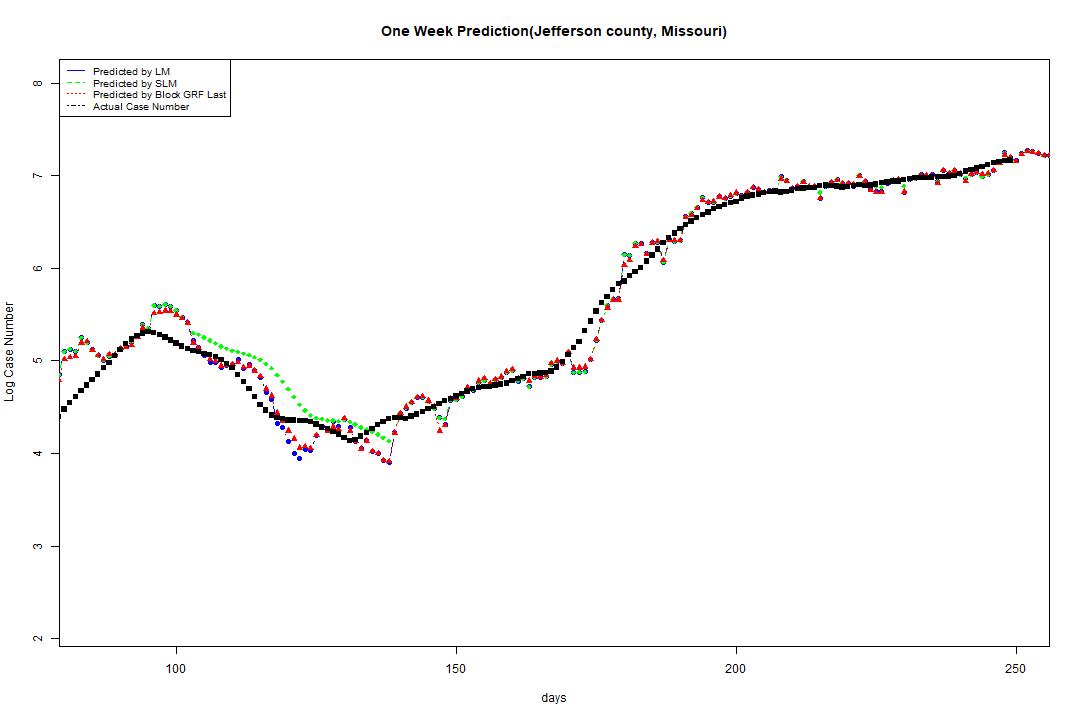 One Week Prediction(Jefferson county, Missouri)
Predicted by LM
Predicted by SLM
Predicted by Block GRF Last
Actual Case Number
8
7
6
5
4
3
2
Log Case Number
100 150 200 250
days